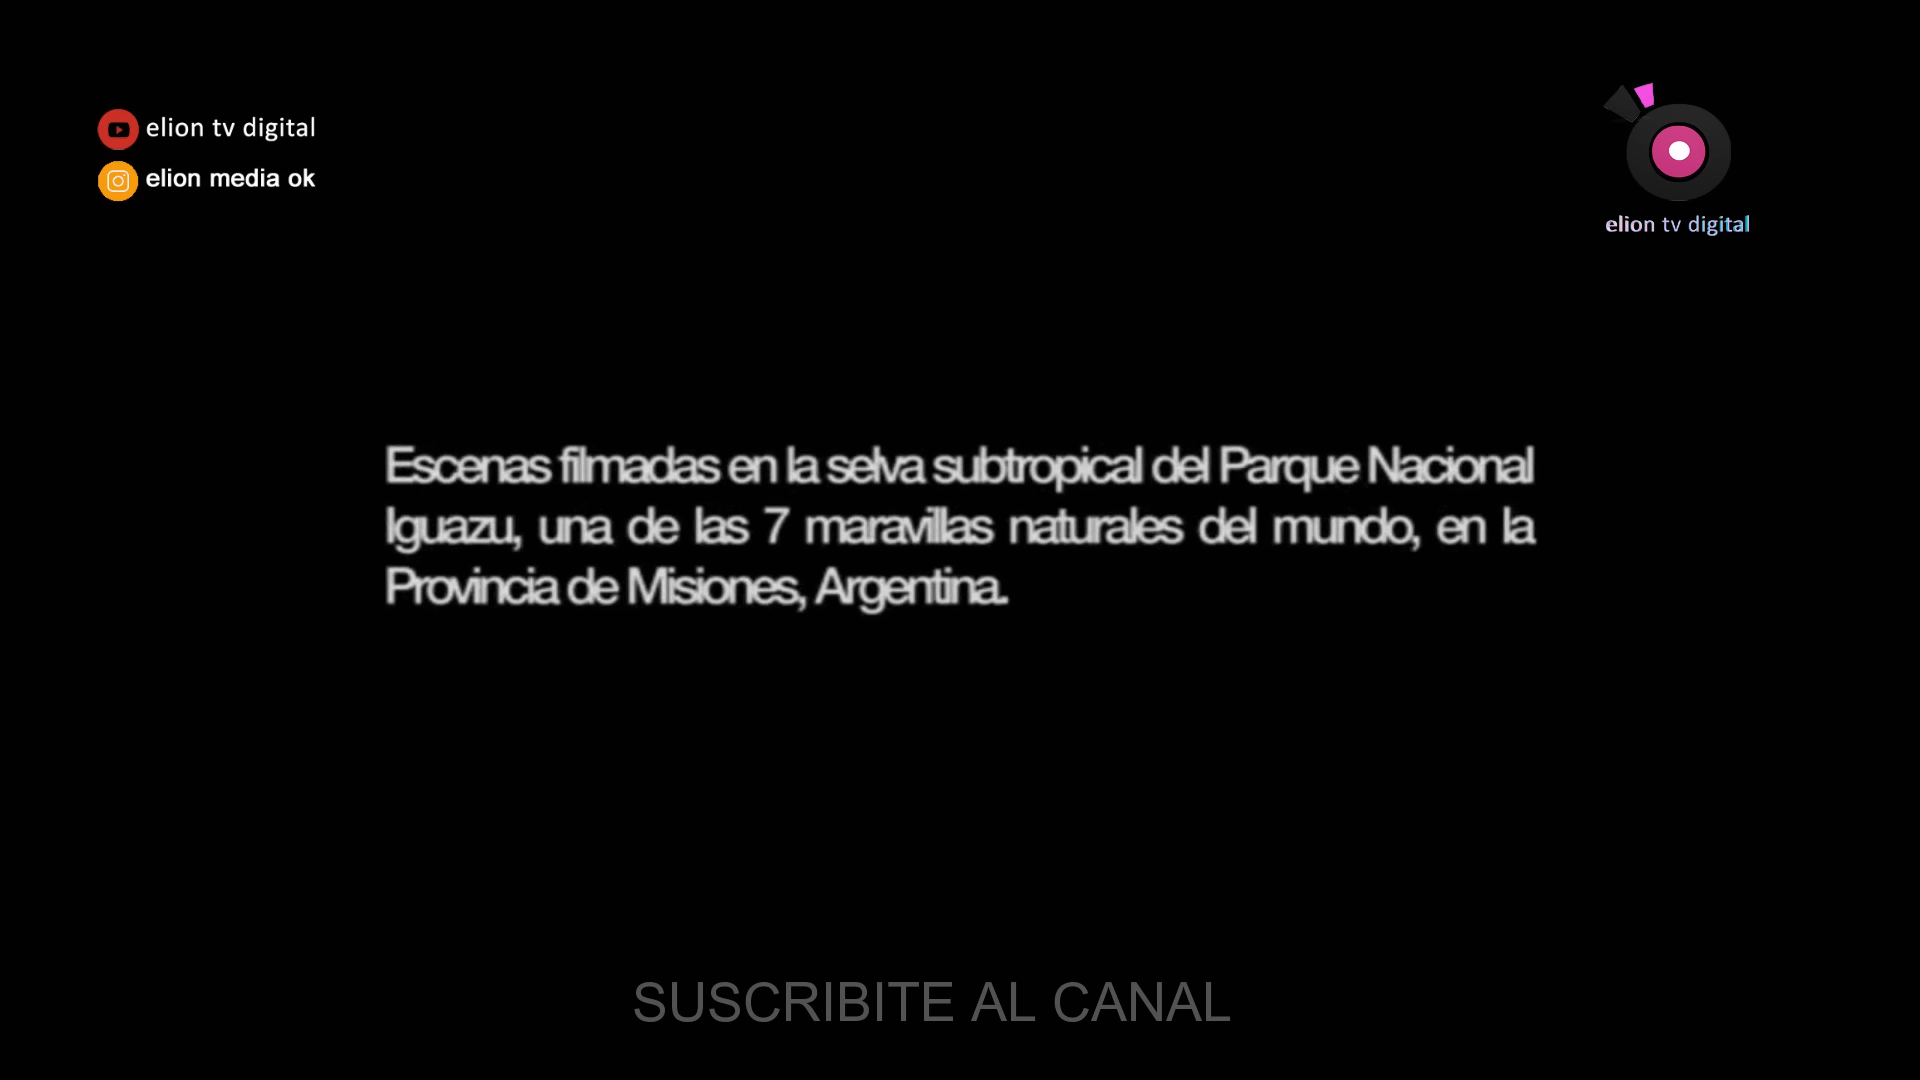 elion tv digital
elion media ok
elion tv digital
Escenas filmadas en la selva subtropical del Parque Nacional
Iguazu, una de las 7 maravillas naturales del mundo, en la
Provincia de Misiones, Argentina.
SUSCRIBITE AL CANAL